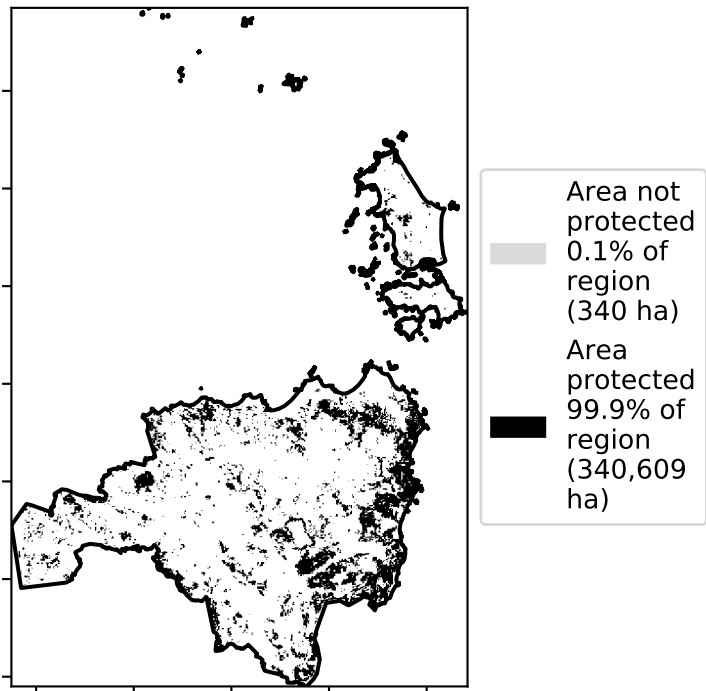 Area not
protected
0.1% of
region
(340 ha)
Area
protected
99.9% of
region
(340,609
ha)